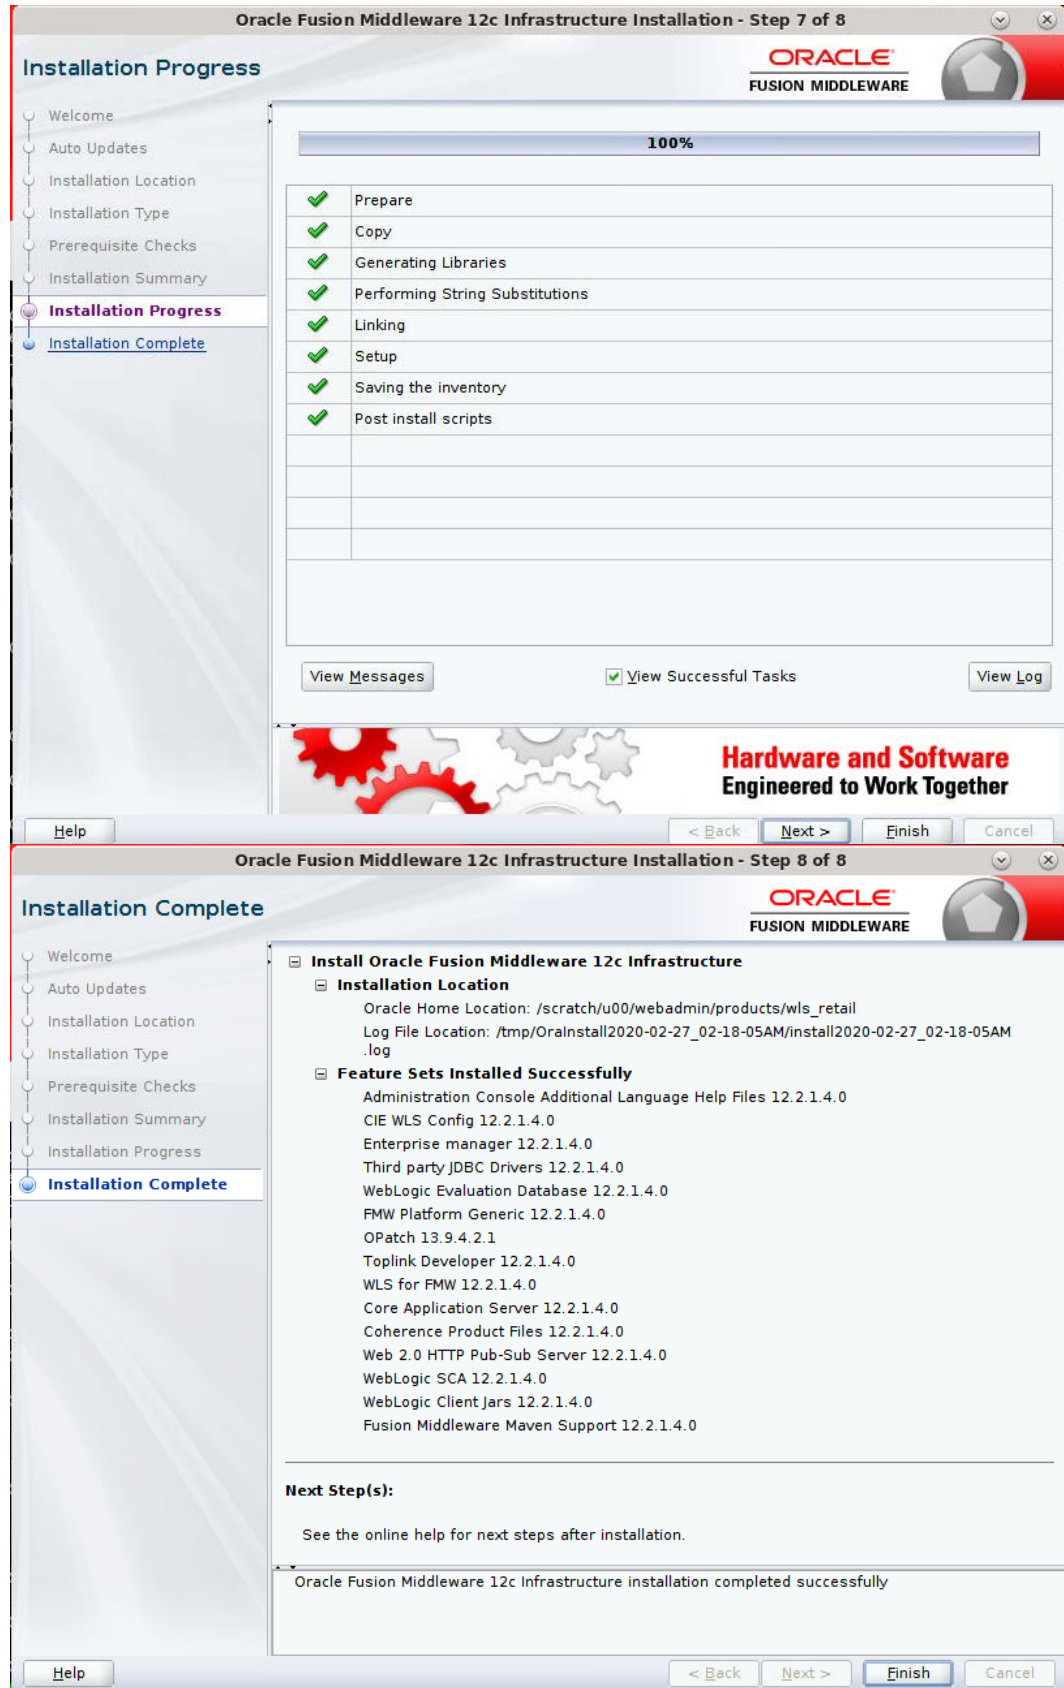 Oracle Fusion Middleware 12c Infrastructure Installation - Step 7 of 8
Installation Progress
ORACLE
FUSION MIDDLEWARE
Welcome
Auto Updates
Installation Location
Installation Type
Prerequisite Checks
Installation Summary
Installation Progress
Installation Complete
100%
Prepare
Copy
Generating Libraries
Performing String Substitutions
Linking
Setup
Saving the inventory
Post install scripts
View Messages
View Successful Tasks
View Log
Hardware and Software
Engineered to Work Together
Help
< Back
Next >
Finish
Cancel
Oracle Fusion Middleware 12c Infrastructure Installation - Step 8 of 8
Installation Complete
ORACLE
FUSION MIDDLEWARE
Welcome
Auto Updates
Installation Location
Installation Type
Prerequisite Checks
Installation Summary
Installation Progress
Installation Complete
Install Oracle Fusion Middleware 12c Infrastructure
Installation Location
Oracle Home Location: /scratch/u00/webadmin/products/wls_retail
Log File Location: /tmp/OraInstall2020-02-27_02-18-05AM/install2020-02-27_02-18-05AM
.log
Feature Sets Installed Successfully
Administration Console Additional Language Help Files 12.2.1.4.0
CIE WLS Config 12.2.1.4.0
Enterprise manager 12.2.1.4.0
Third party JDBC Drivers 12.2.1.4.0
WebLogic Evaluation Database 12.2.1.4.0
FMW Platform Generic 12.2.1.4.0
OPatch 13.9.4.2.1
Toplink Developer 12.2.1.4.0
WLS for FMW 12.2.1.4.0
Core Application Server 12.2.1.4.0
Coherence Product Files 12.2.1.4.0
Web 2.0 HTTP Pub-Sub Server 12.2.1.4.0
WebLogic SCA 12.2.1.4.0
WebLogic Client Jars 12.2.1.4.0
Fusion Middleware Maven Support 12.2.1.4.0
Next Step(s):
See the online help for next steps after installation.
Oracle Fusion Middleware 12c Infrastructure installation completed successfully
Help
< Back
Next >
Finish
Cancel